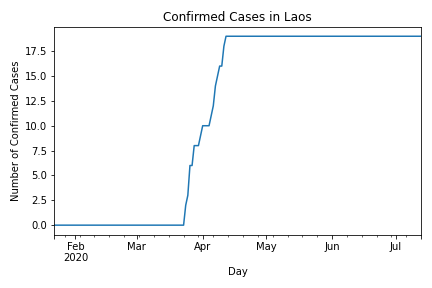 Confirmed Cases in Laos
Number of Confirmed Cases
17.5
15.0
12.5
10.0
7.5
5.0
2.5
0.0
Feb Mar Apr May Jun Jul
2020
Day